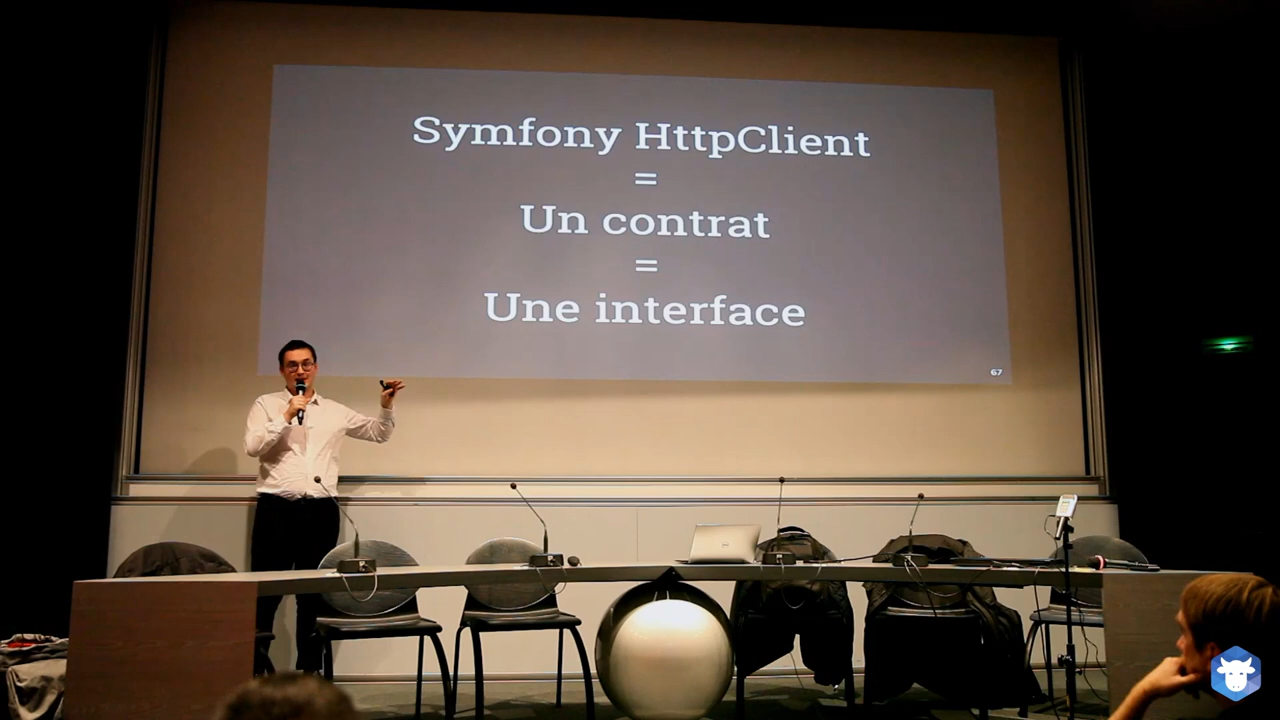 Symfony HttpClient
=
Un contrat
=
Une interface
67